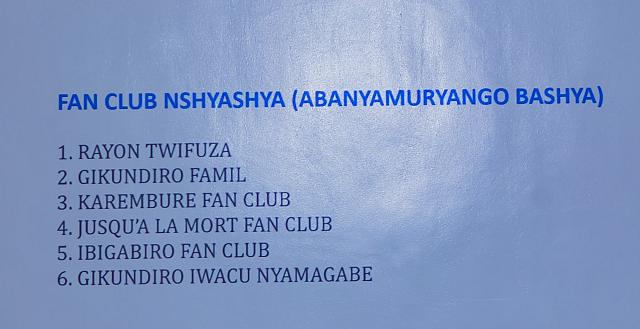 FAN CLUB NSHYASHYA (ABANYAMURYANGO BASHYA)
1. RAYON TWIFUZA
2. GIKUNDIRO FAMIL
3. KAREMBURE FAN CLUB
4. JUSQU'A LA MORT FAN CLUB
5. IBIGABIRO FAN CLUB
6. GIKUNDIRO IWACU NYAMAGABE